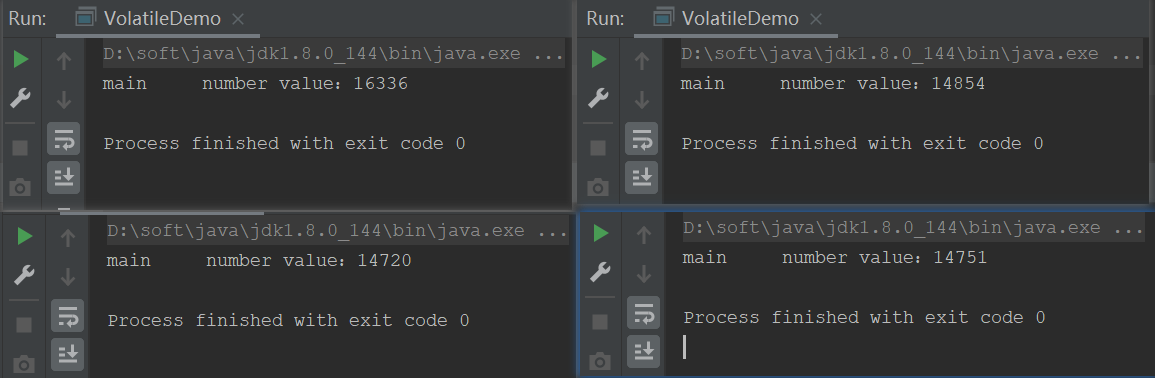 Run: VolatileDemo ×
D:\soft\java\jdk1.8.0_144\bin\java.exe ...
main number value：16336
Process finished with exit code 0
Run: VolatileDemo ×
D:\soft\java\jdk1.8.0_144\bin\java.exe ...
main number value：14854
Process finished with exit code 0
D:\soft\java\jdk1.8.0_144\bin\java.exe ...
main number value：14720
Process finished with exit code 0
D:\soft\java\jdk1.8.0_144\bin\java.exe ...
main number value：14751
Process finished with exit code 0